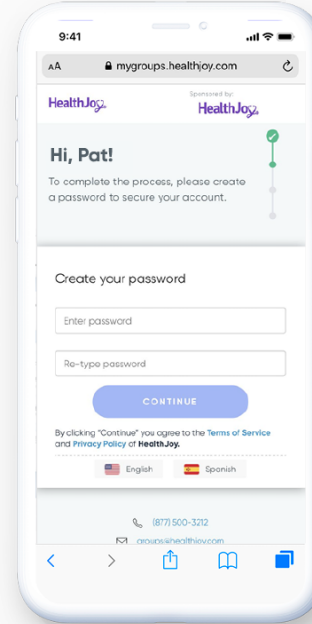 9:41
AA mygroups.healthjoy.com
HealthJoy
Sponsored by:
HealthJoy
Hi, Pat!
To complete the process, please create
a password to secure your account.
Create your password
Enter password
Re-type password
CONTINUE
By clicking "Continue" you agree to the Terms of Service
and Privacy Policy of HealthJoy.
English Spanish
(877) 500-3212
groups@healthjoy.com